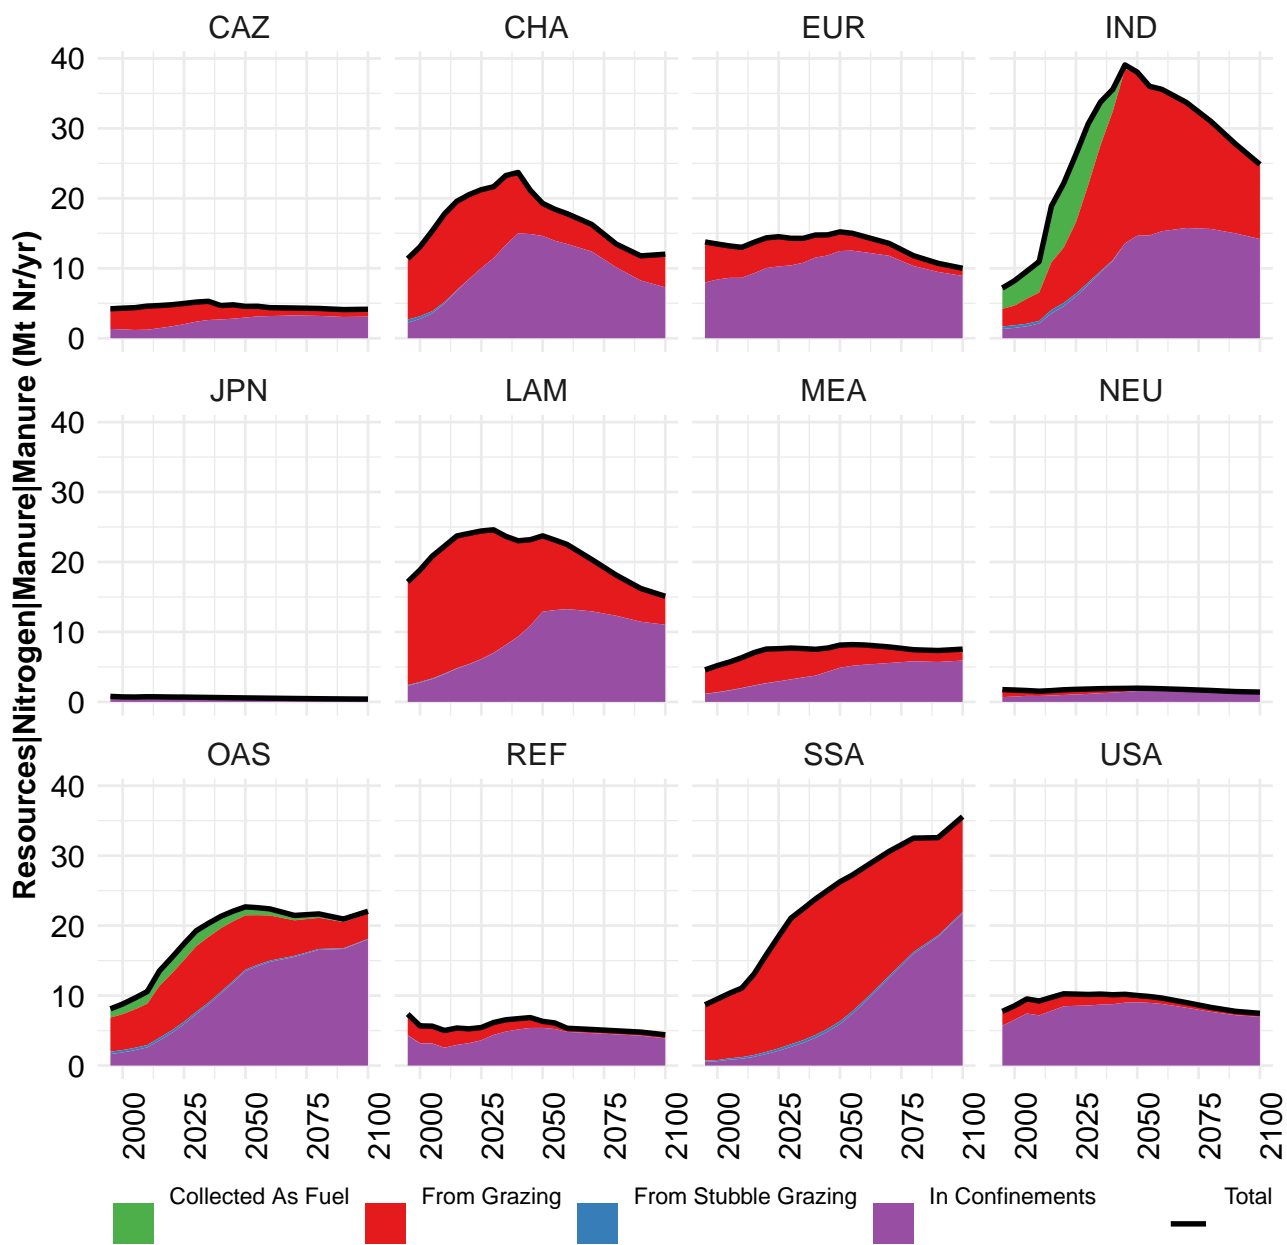 CAZ CHA EUR IND
40
30
20
10
0
JPN LAM MEA NEU
40
30
20
10
0
OAS REF SSA USA
40
30
20
10
0
2000 2025 2050 2075 2100 2000 2025 2050 2075 2100 2000 2025 2050 2075 2100 2000 2025 2050 2075 2100
Resources|Nitrogen|Manure|Manure (Mt Nr/yr)
Collected As Fuel From Grazing From Stubble Grazing In Confinements Total